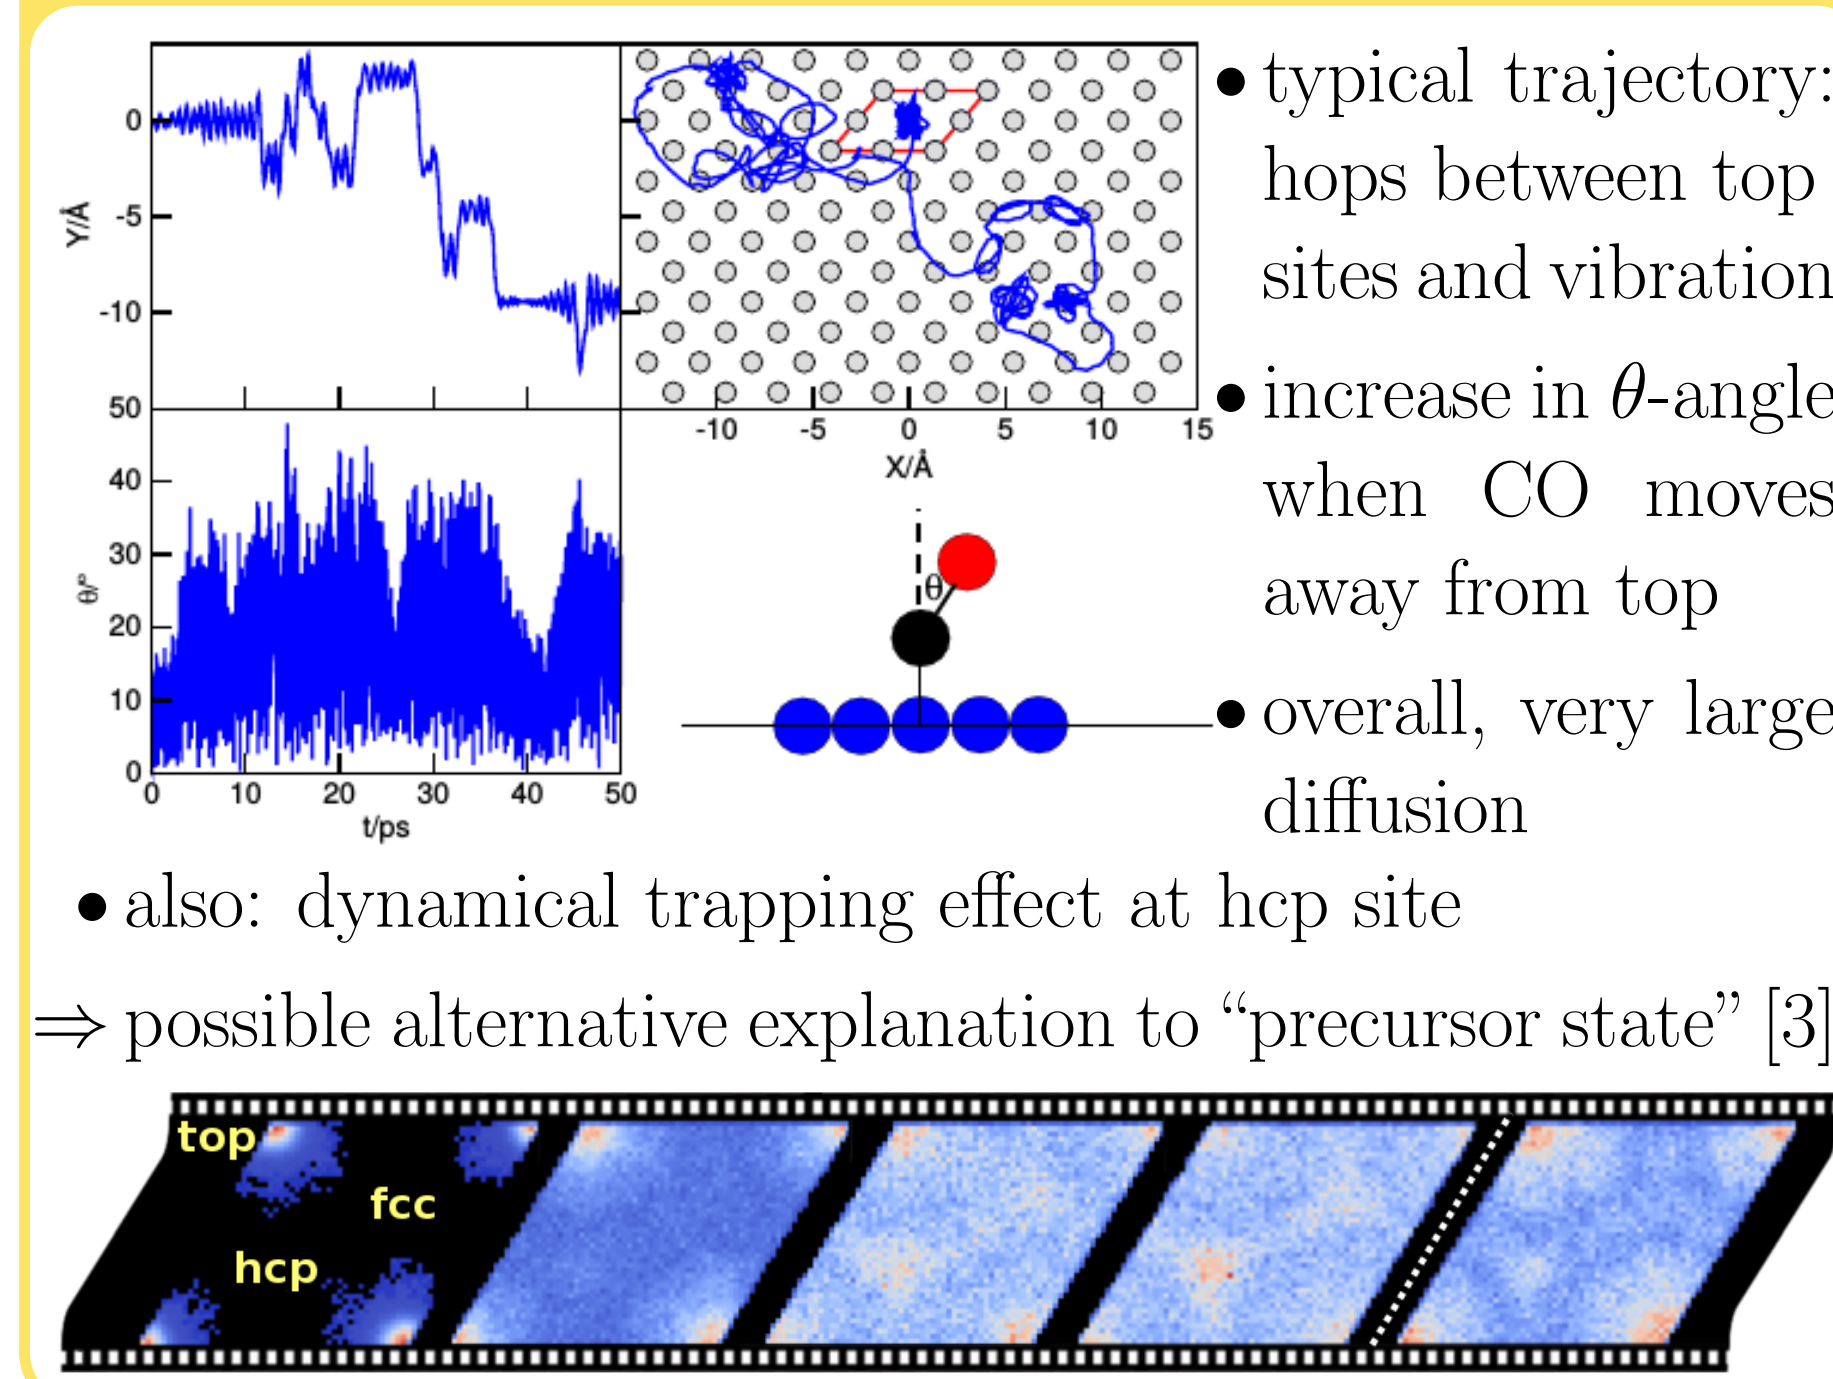 0
-5
-10
Y/Å
50
40
30
20
10
0
θ/°
0 10 20 30 40 50
t/ps
-10 -5 0 5 10 15
X/Å
θ
• typical trajectory:
hops between top
sites and vibration
• increase in θ-angle
when CO moves
away from top
• overall, very large
diffusion
• also: dynamical trapping effect at hcp site
⇒ possible alternative explanation to “precursor state” [3]
top
fcc
hcp